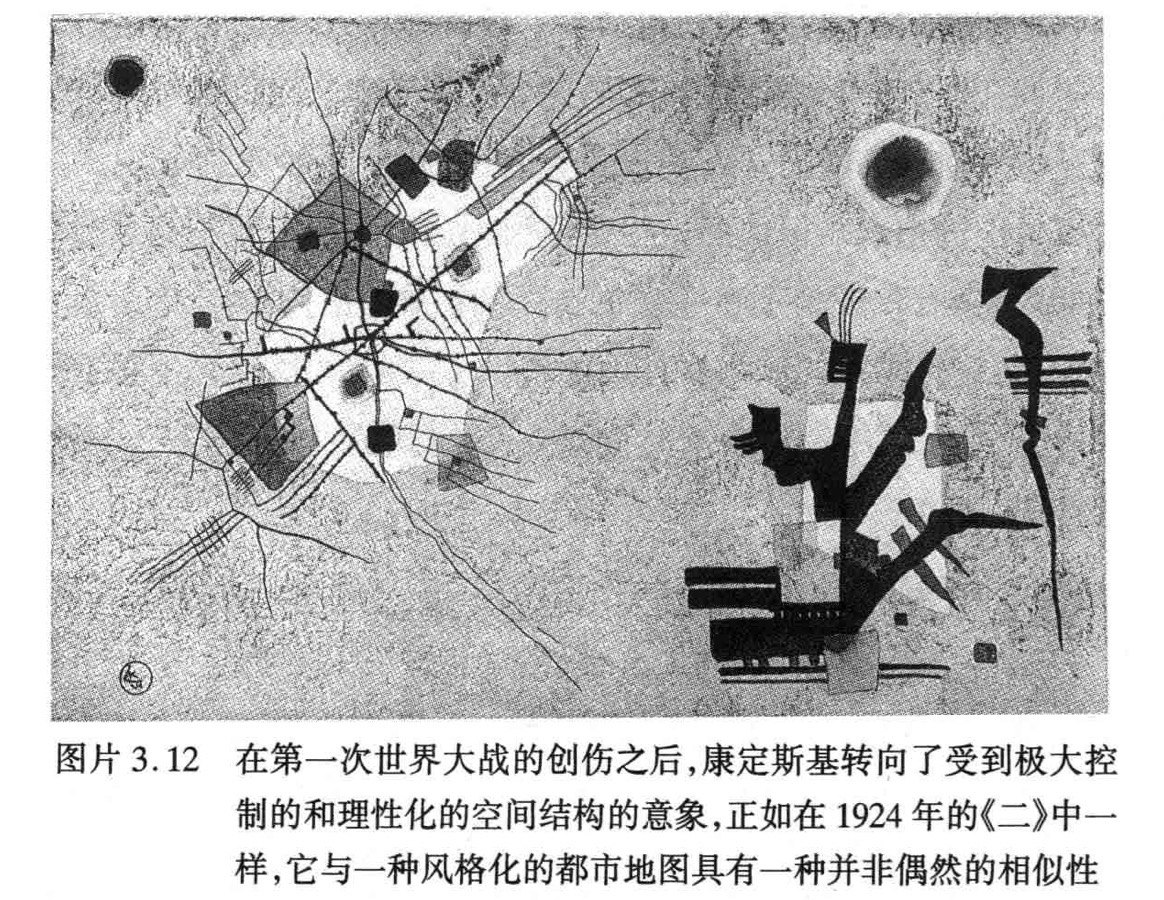 图片 3.12 在第一次世界大战的创伤之后,康定斯基转向了受到极大控
制的和理性化的空间结构的意象,正如在 1924 年的《二》中一
样,它与一种风格化的都市地图具有一种并非偶然的相似性